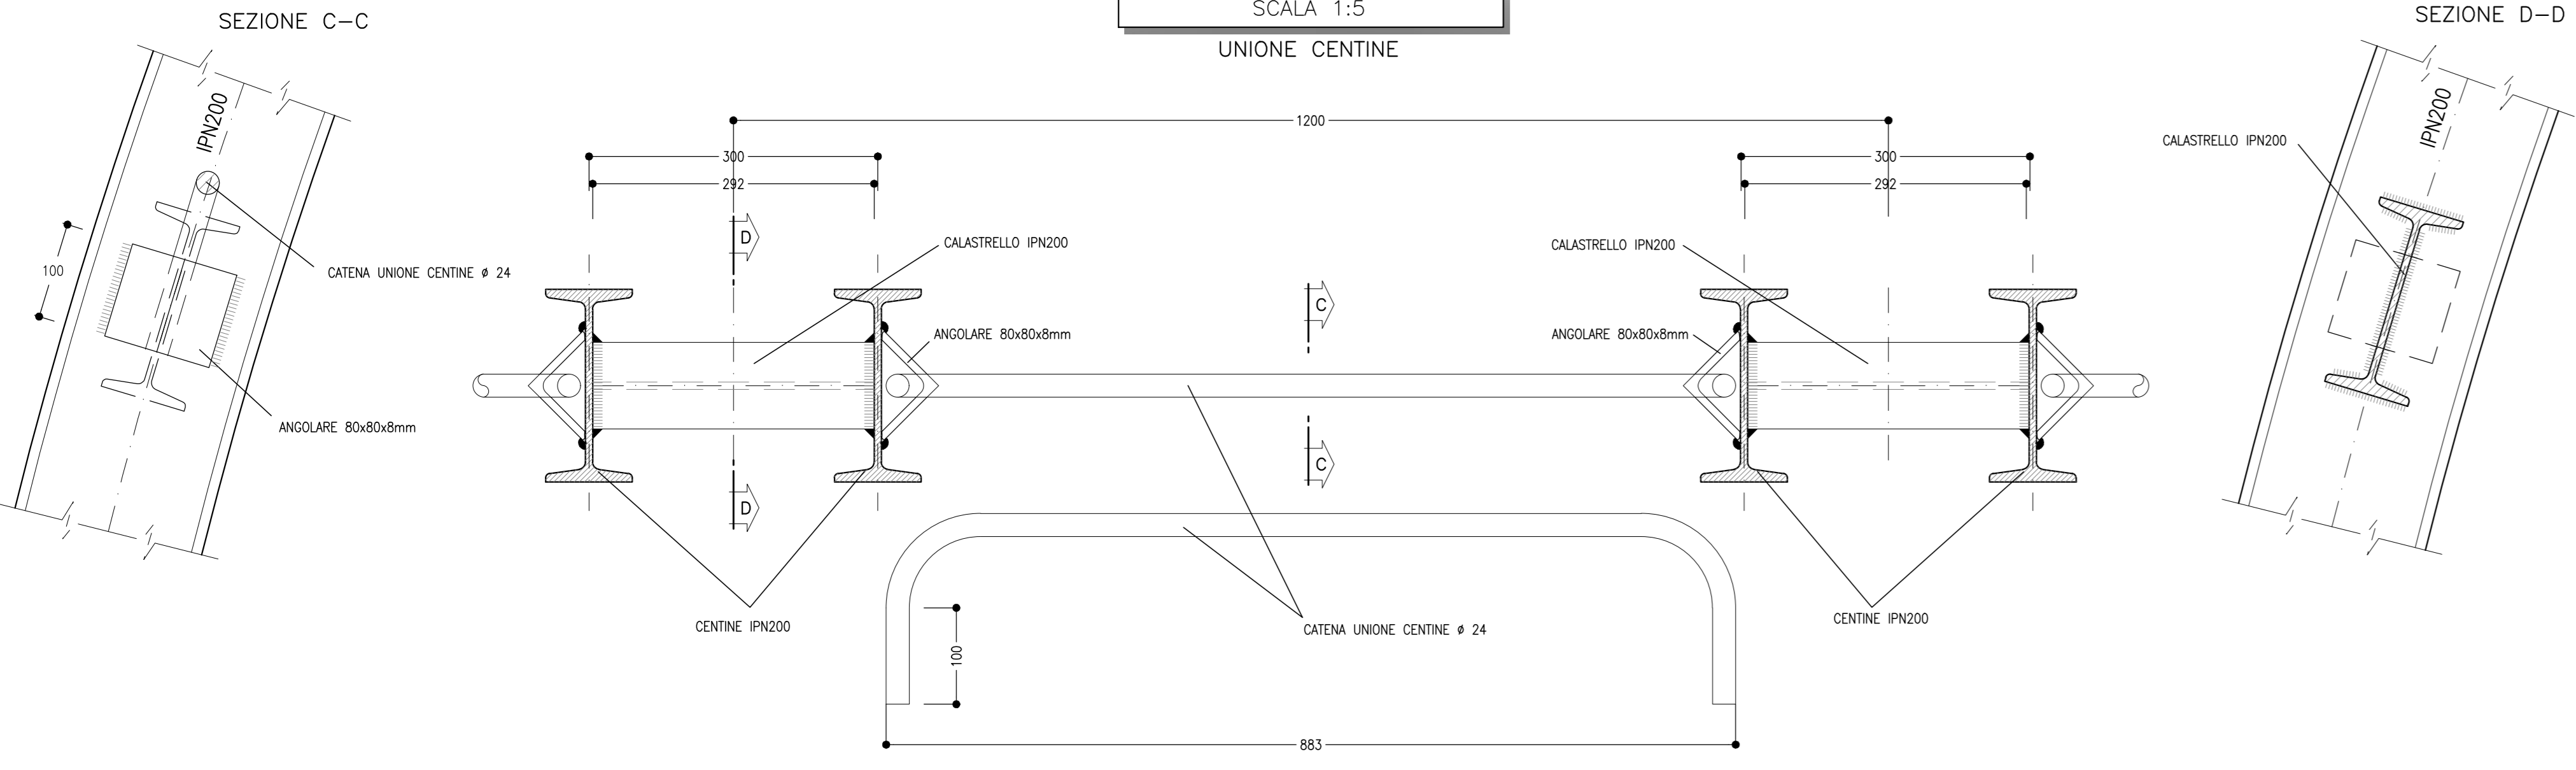 SEZIONE C-C
SCALA 1:5
SEZIONE D-D
UNIONE CENTINE
IPN200
100
CATENA UNIONE CENTINE ø 24
ANGOLARE 80x80x8mm
1200
300
292
300
292
D
CALASTRELLO IPN200
C
CALASTRELLO IPN200
ANGOLARE 80x80x8mm
ANGOLARE 80x80x8mm
C
D
CENTINE IPN200
CATENA UNIONE CENTINE ø 24
CENTINE IPN200
100
883
IPN200
CALASTRELLO IPN200